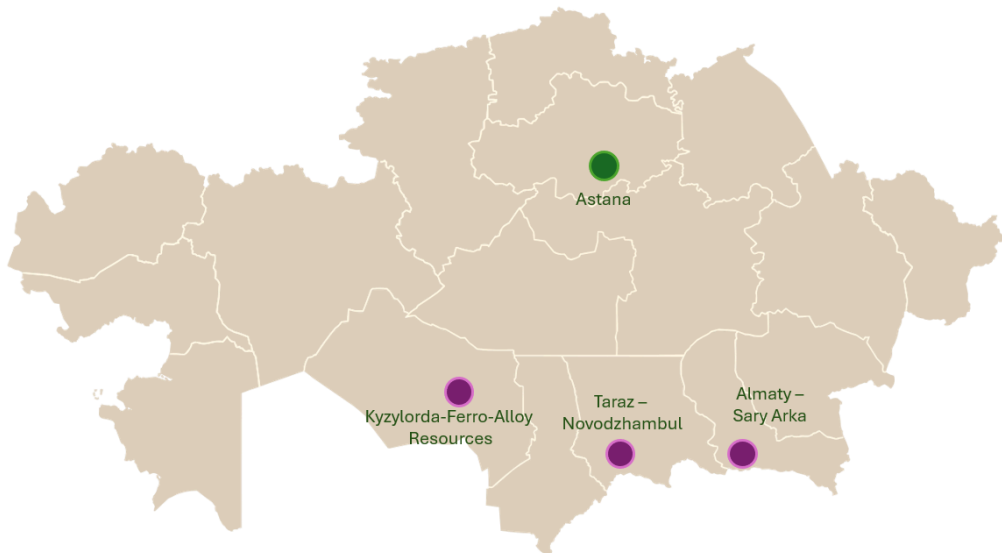 Astana
Kyzylorda-Ferro-Alloy
Resources
Taraz –
Novodzhambul
Almaty –
Sary Arka